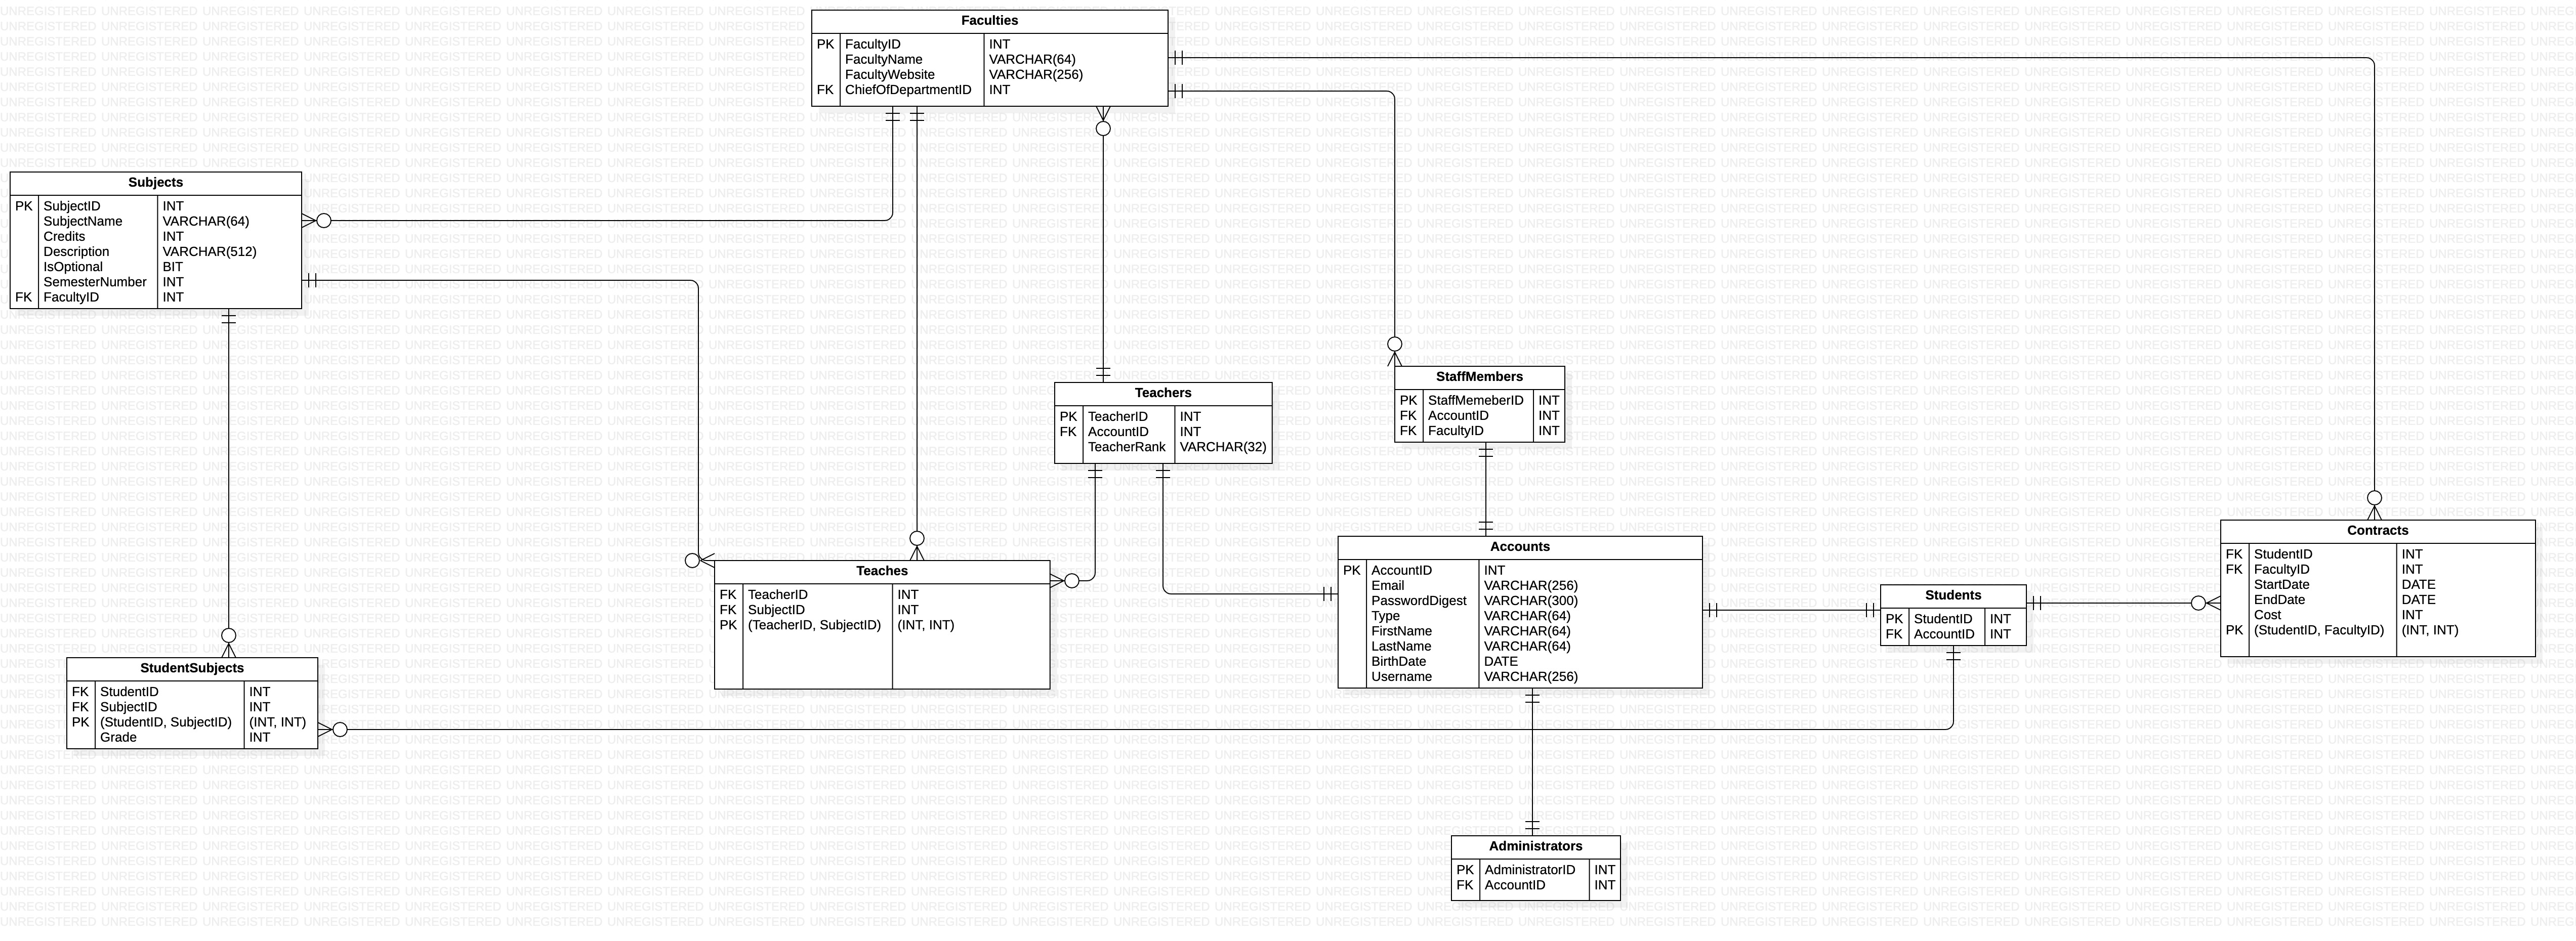 Faculties
PK FacultyID INT
FacultyName VARCHAR(64)
FacultyWebsite VARCHAR(256)
FK ChiefOfDepartmentID INT
Subjects
PK SubjectID INT
SubjectName VARCHAR(64)
Credits INT
Description VARCHAR(512)
IsOptional BIT
SemesterNumber INT
FK FacultyID INT
Teachers
PK TeacherID INT
FK AccountID INT
TeacherRank VARCHAR(32)
StaffMembers
PK StaffMemeberID INT
FK AccountID INT
FK FacultyID INT
Teaches
FK TeacherID INT
FK SubjectID INT
PK (TeacherID, SubjectID) (INT, INT)
Accounts
PK AccountID INT
Email VARCHAR(256)
PasswordDigest VARCHAR(300)
Type VARCHAR(64)
FirstName VARCHAR(64)
LastName VARCHAR(64)
BirthDate DATE
Username VARCHAR(256)
Students
PK StudentID INT
FK AccountID INT
Contracts
FK StudentID INT
FK FacultyID INT
StartDate DATE
EndDate DATE
Cost INT
PK (StudentID, FacultyID) (INT, INT)
StudentSubjects
FK StudentID INT
FK SubjectID INT
PK (StudentID, SubjectID) (INT, INT)
Grade INT
Administrators
PK AdministratorID INT
FK AccountID INT
UNREGISTERED